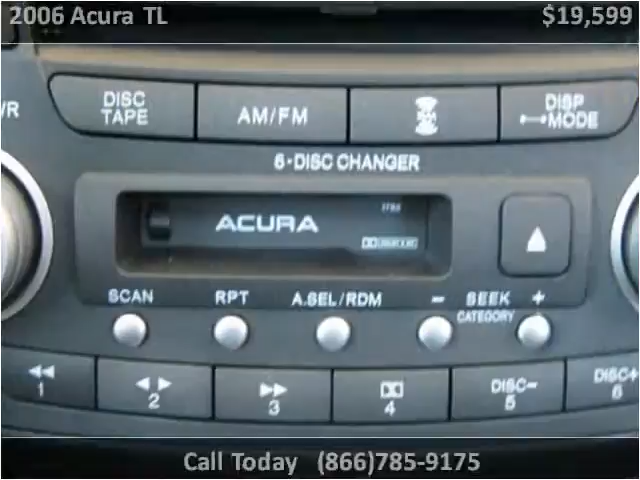 2006 Acura TL
$19,599
/R
DISC TAPE
AM/FM
DISP MODE
6·DISC CHANGER
ACURA
SCAN
RPT
A.SEL/RDM
-
SEEK
+
CATEGORY
1
2
3
4
DISC-
5
DISC+
6
Call Today (866)785-9175